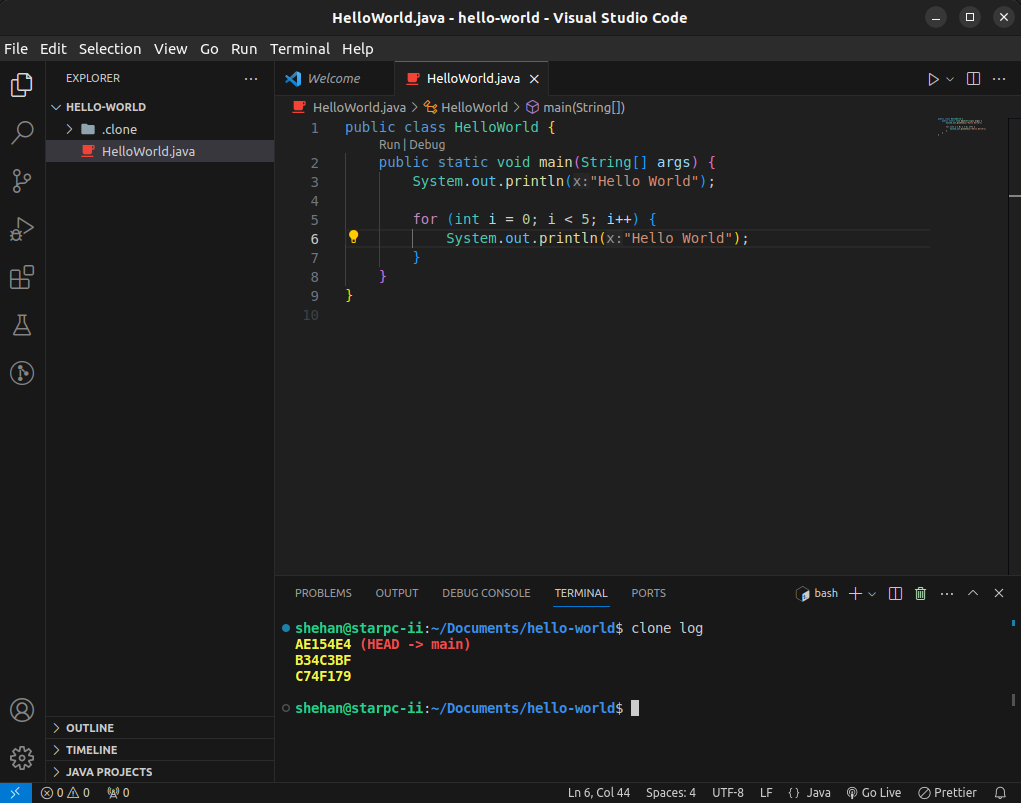 HelloWorld.java - hello-world - Visual Studio Code
File Edit Selection View Go Run Terminal Help
EXPLORER
HELLO-WORLD
.clone
HelloWorld.java
Welcome
HelloWorld.java
HelloWorld.java > HelloWorld > main(String[])
1 public class HelloWorld {
Run | Debug
2 public static void main(String[] args) {
3 System.out.println(x:"Hello World");
4
5 for (int i = 0; i < 5; i++) {
6 System.out.println(x:"Hello World");
7 }
8 }
9 }
10
PROBLEMS OUTPUT DEBUG CONSOLE TERMINAL PORTS
bash
shehan@starpc-ii:~/Documents/hello-world$ clone log
AE154E4 (HEAD -> main)
B34C3BF
C74F179
shehan@starpc-ii:~/Documents/hello-world$
OUTLINE
TIMELINE
JAVA PROJECTS
0 0 0 Ln 6, Col 44 Spaces: 4 UTF-8 LF {} Java Go Live Prettier